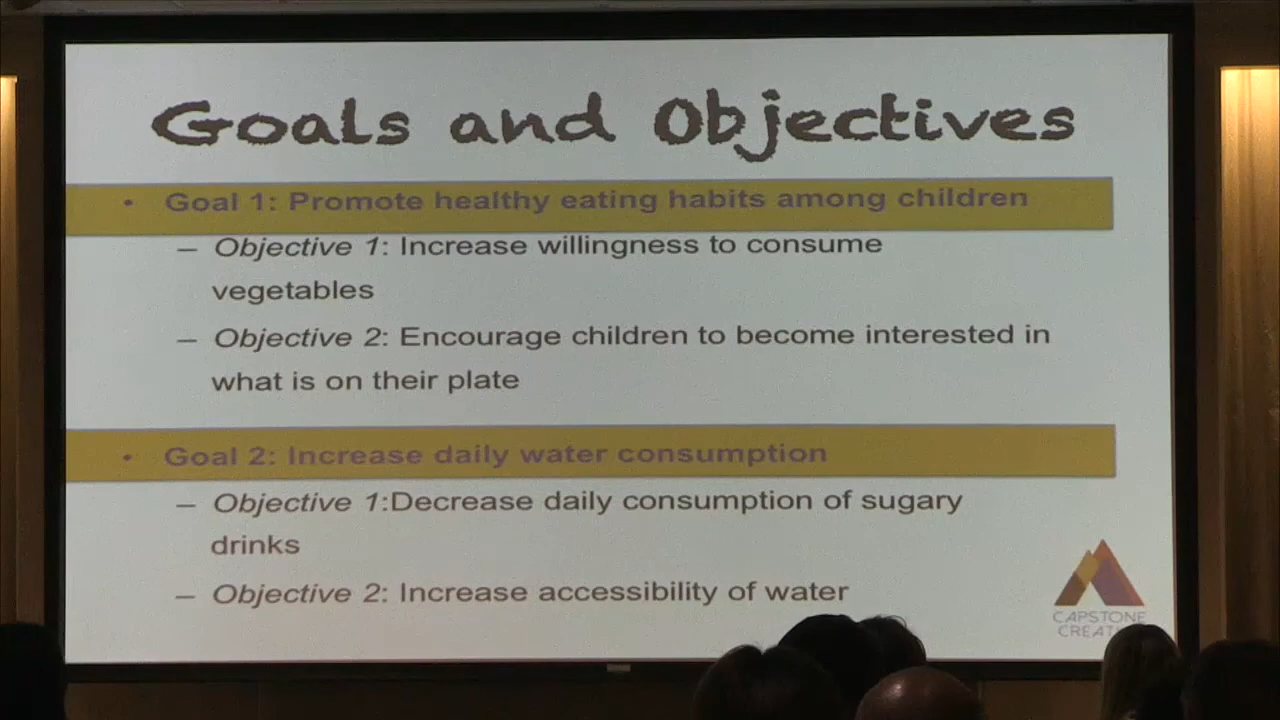 Goals and Objectives
• Goal 1: Promote healthy eating habits among children
– Objective 1: Increase willingness to consume
vegetables
– Objective 2: Encourage children to become interested in
what is on their plate
• Goal 2: Increase daily water consumption
– Objective 1:Decrease daily consumption of sugary
drinks
– Objective 2: Increase accessibility of water
CAPSTONE